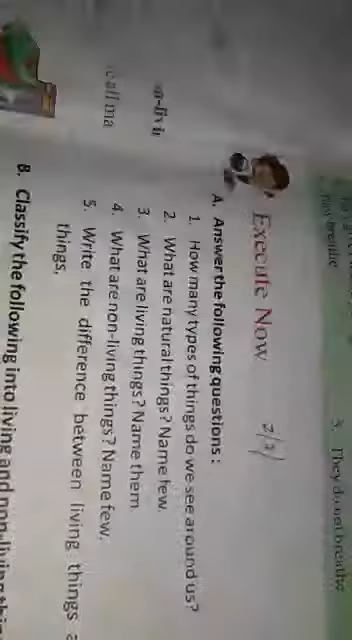 3. They do not breathe
Execute Now
A. Answer the following questions :
1. How many types of things do we see around us?
2. What are natural things? Name few.
3. What are living things? Name them.
4. What are non-living things? Name few.
5. Write the difference between living things
things.
B. Classify the following into living and non-living